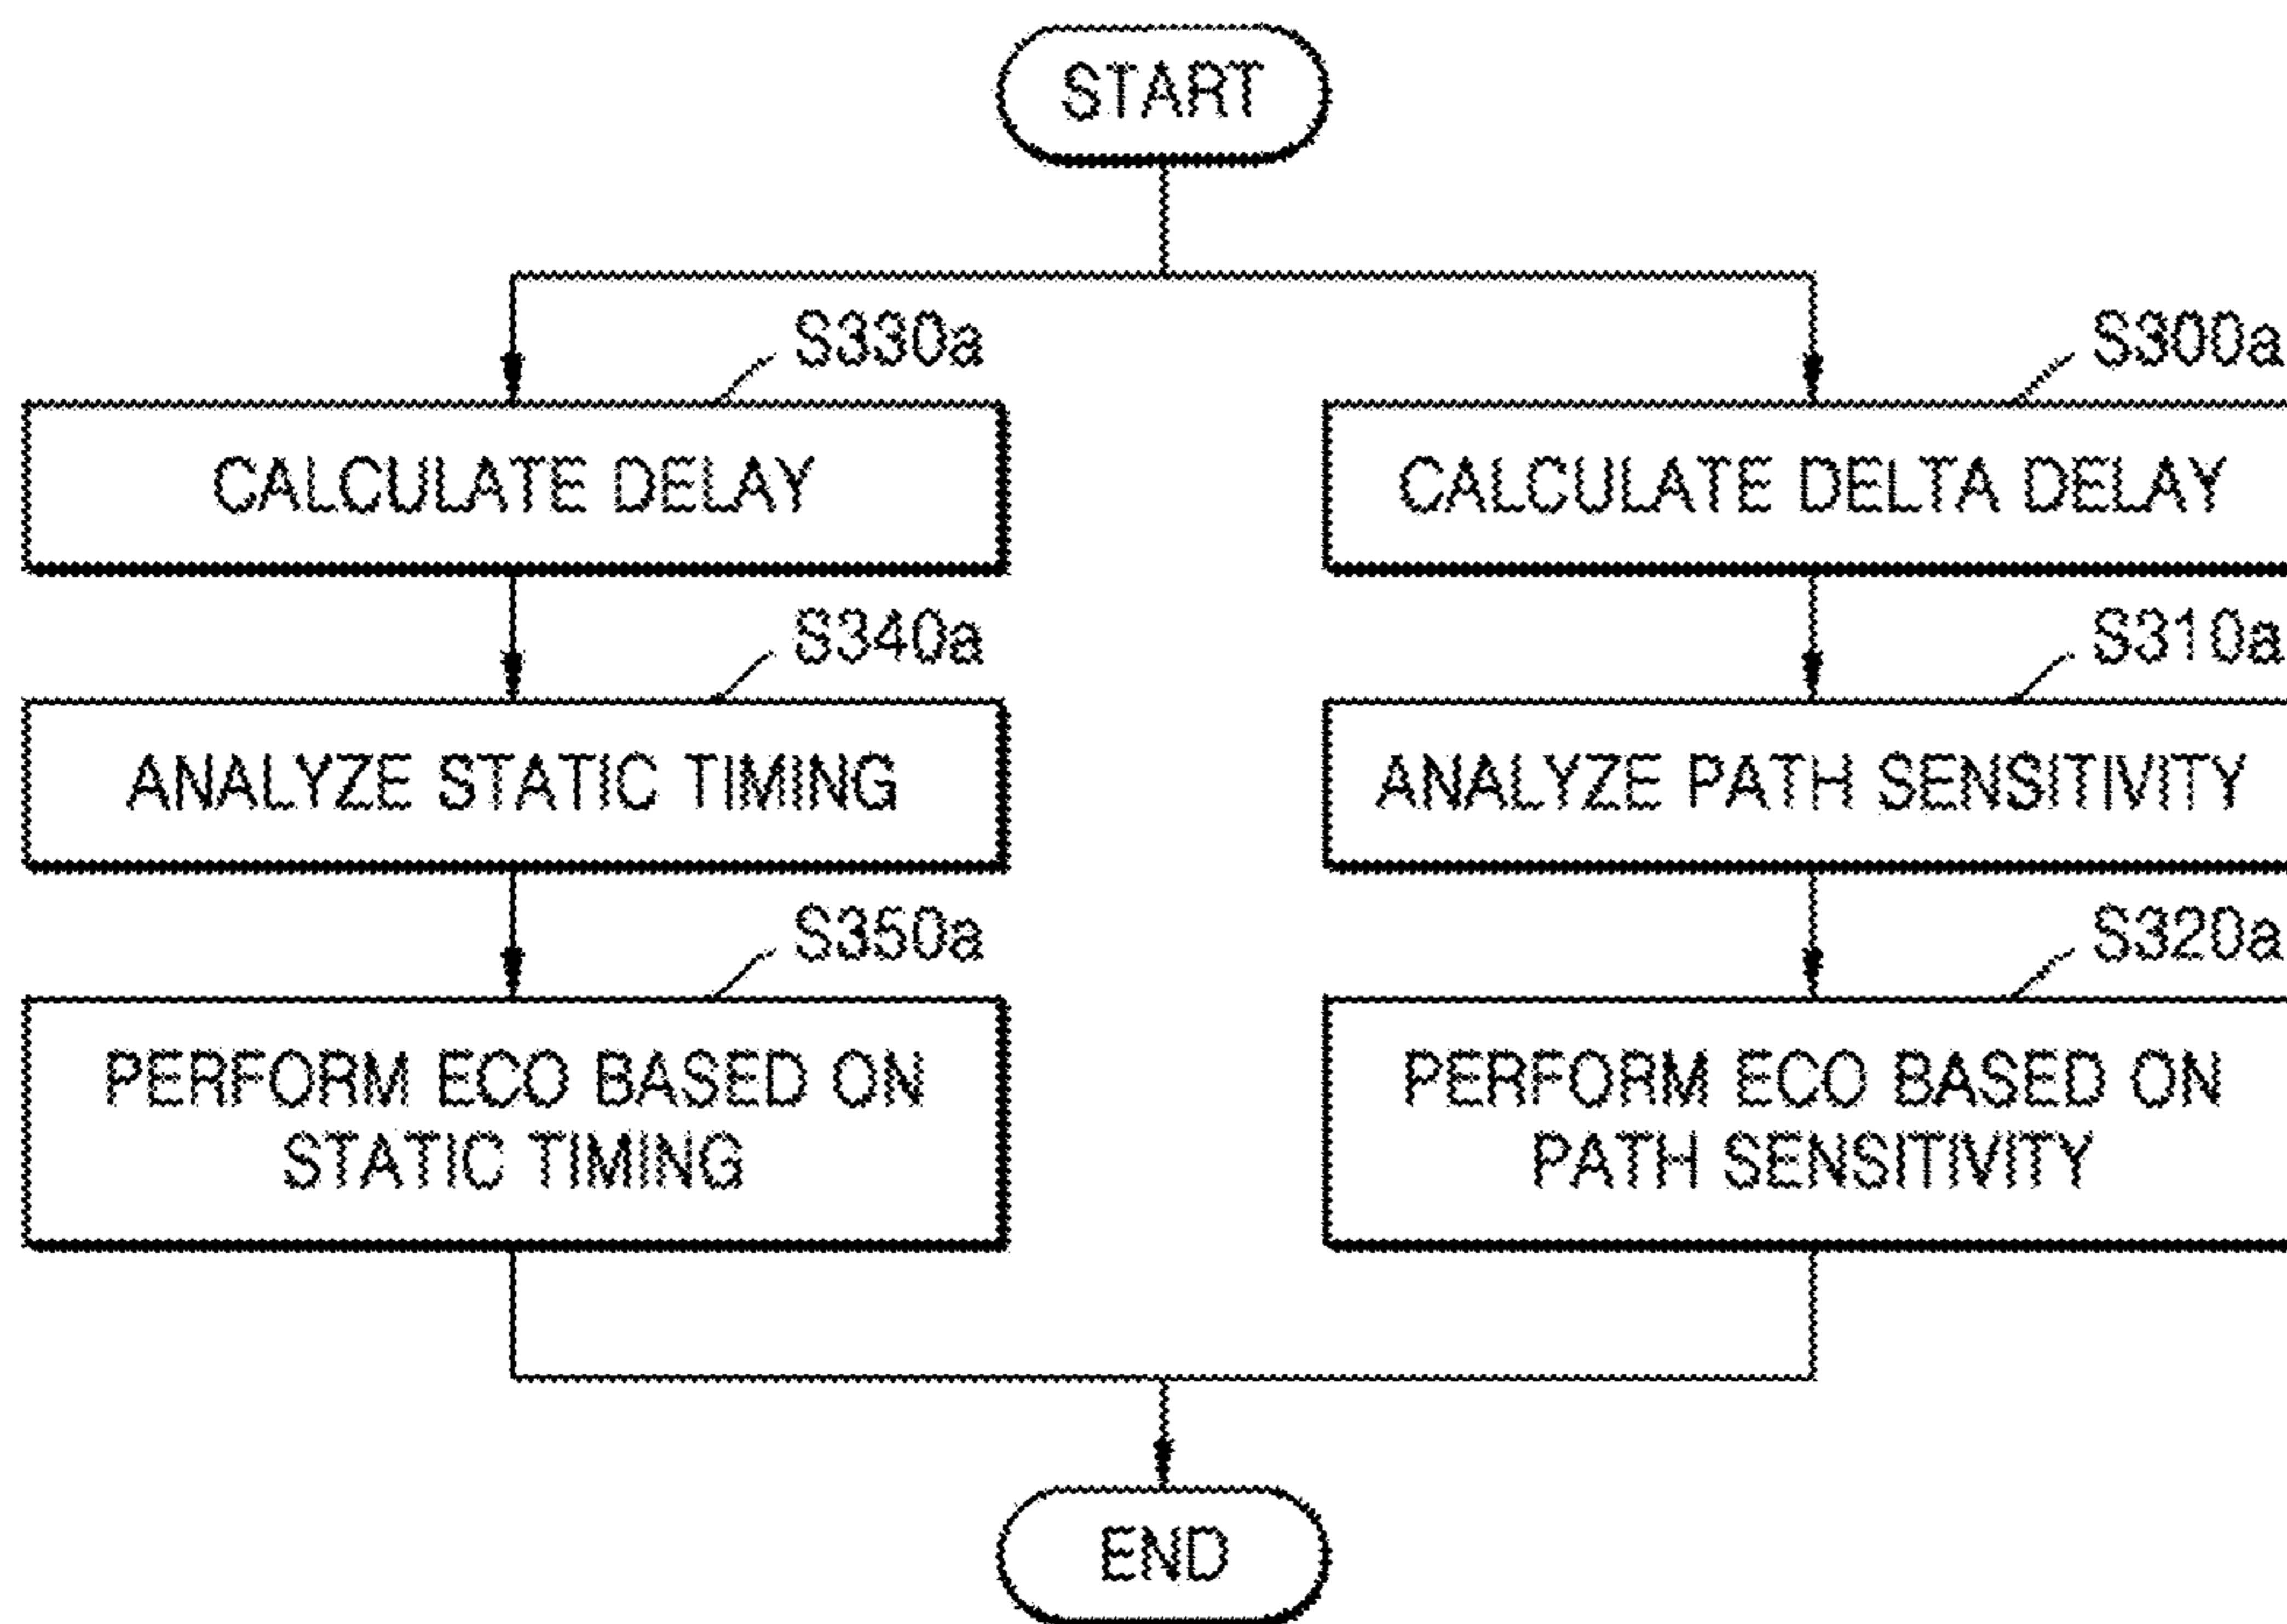 START
S330a
S300a
CALCULATE DELAY
CALCULATE DELTA DELAY
S340a
S310a
ANALYZE STATIC TIMING
ANALYZE PATH SENSITIVITY
S350a
S320a
PERFORM ECO BASED ON
STATIC TIMING
PERFORM ECO BASED ON
PATH SENSITIVITY
END